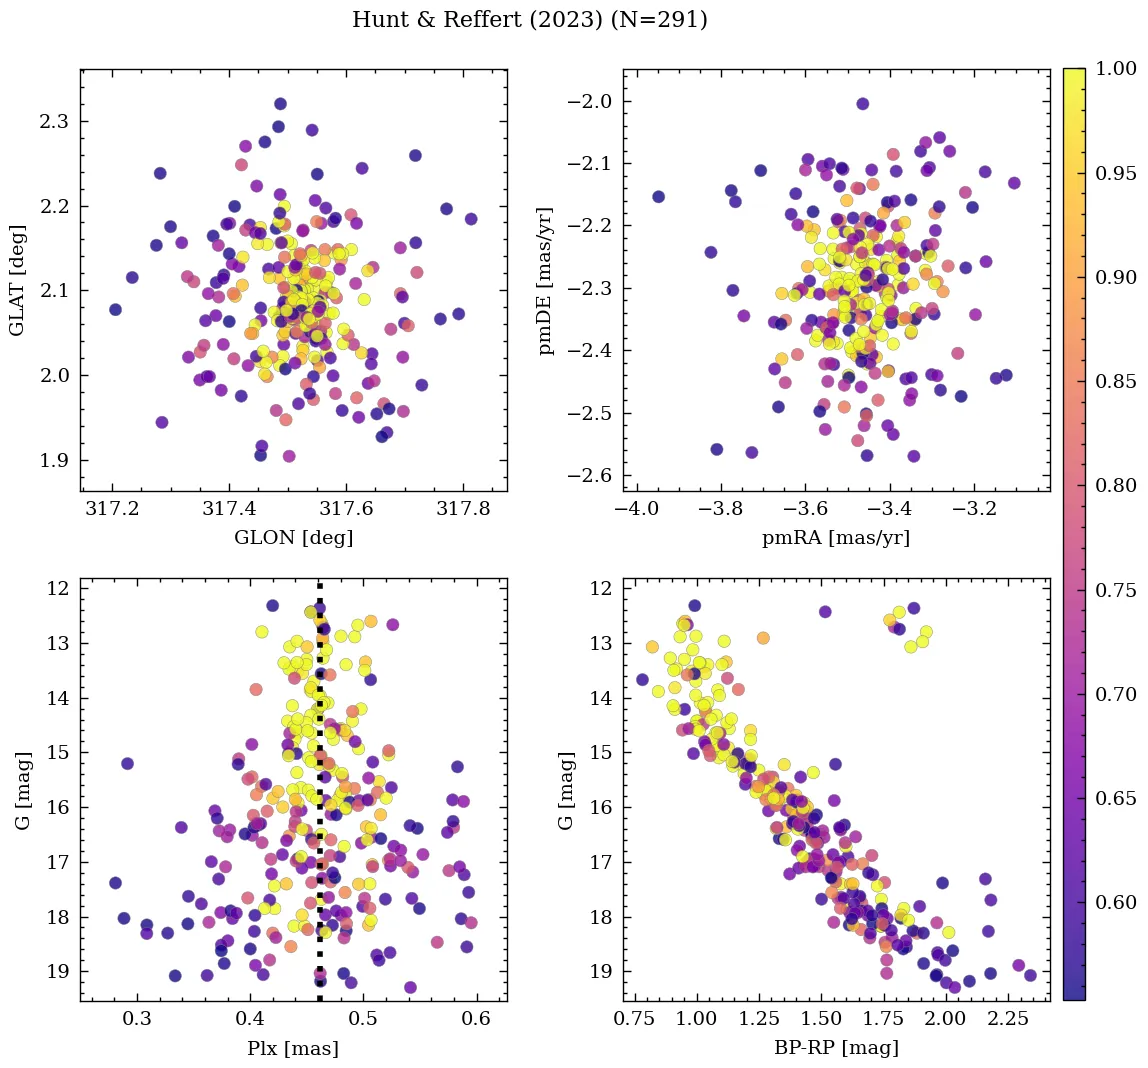 Hunt & Reffert (2023) (N=291)
2.3
2.2
2.1
2.0
1.9
GLAT [deg]
317.2 317.4 317.6 317.8
GLON [deg]
−2.0
−2.1
−2.2
−2.3
−2.4
−2.5
−2.6
pmDE [mas/yr]
−4.0 −3.8 −3.6 −3.4 −3.2
pmRA [mas/yr]
12
13
14
15
16
17
18
19
G [mag]
0.3 0.4 0.5 0.6
Plx [mas]
12
13
14
15
16
17
18
19
G [mag]
0.75 1.00 1.25 1.50 1.75 2.00 2.25
BP-RP [mag]
1.00
0.95
0.90
0.85
0.80
0.75
0.70
0.65
0.60